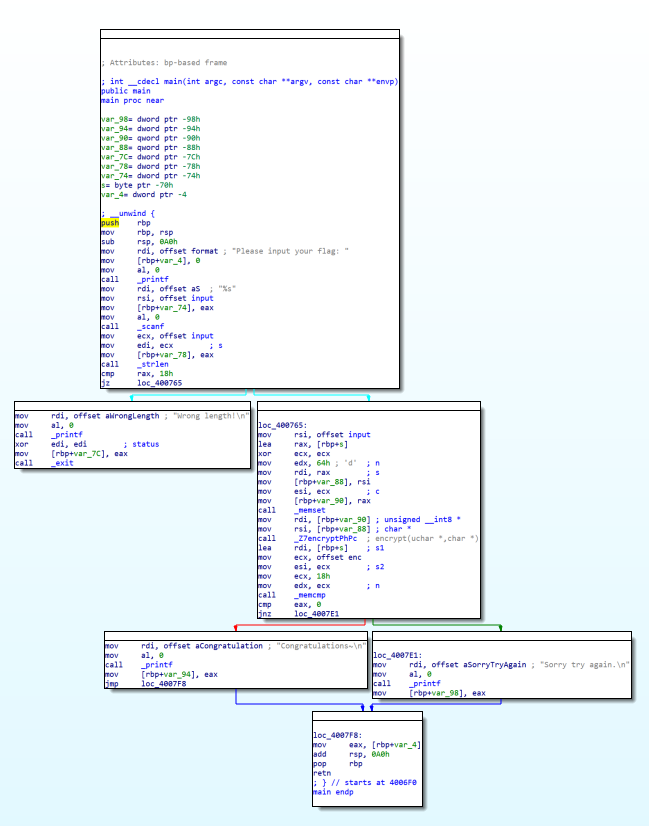 ; Attributes: bp-based frame
; int __cdecl main(int argc, const char **argv, const char **envp)
public main
main proc near
var_98= dword ptr -98h
var_94= dword ptr -94h
var_90= qword ptr -90h
var_88= qword ptr -88h
var_7C= dword ptr -7Ch
var_78= dword ptr -78h
var_74= dword ptr -74h
s= byte ptr -70h
var_4= dword ptr -4
; __unwind {
push rbp
mov rbp, rsp
sub rsp, 0A0h
mov rdi, offset format ; "Please input your flag: "
mov [rbp+var_4], 0
mov al, 0
call _printf
mov rdi, offset aS ; "%s"
mov rsi, offset input
mov [rbp+var_74], eax
mov al, 0
call _scanf
mov ecx, offset input
mov edi, ecx ; s
mov [rbp+var_78], eax
call _strlen
cmp rax, 18h
jz loc_400765
mov rdi, offset aWrongLength ; "Wrong length!\n"
mov al, 0
call _printf
xor edi, edi ; status
mov [rbp+var_7C], eax
call _exit
loc_400765:
mov rsi, offset input
lea rax, [rbp+s]
xor ecx, ecx
mov edx, 64h ; 'd' ; n
mov rdi, rax ; s
mov [rbp+var_88], rsi
mov esi, ecx ; c
mov [rbp+var_90], rax
call _memset
mov rdi, [rbp+var_90] ; unsigned __int8 *
mov rsi, [rbp+var_88] ; char *
call _Z7encryptPhPc ; encrypt(uchar *,char *)
lea rdi, [rbp+s] ; s1
mov ecx, offset enc
mov esi, ecx ; s2
mov ecx, 18h
mov edx, ecx ; n
call _memcmp
cmp eax, 0
jnz loc_4007E1
mov rdi, offset aCongratulation ; "Congratulations~\n"
mov al, 0
call _printf
mov [rbp+var_94], eax
jmp loc_4007F8
loc_4007E1:
mov rdi, offset aSorryTryAgain ; "Sorry try again.\n"
mov al, 0
call _printf
mov [rbp+var_98], eax
loc_4007F8:
mov eax, [rbp+var_4]
add rsp, 0A0h
pop rbp
retn
; } // starts at 4006F0
main endp